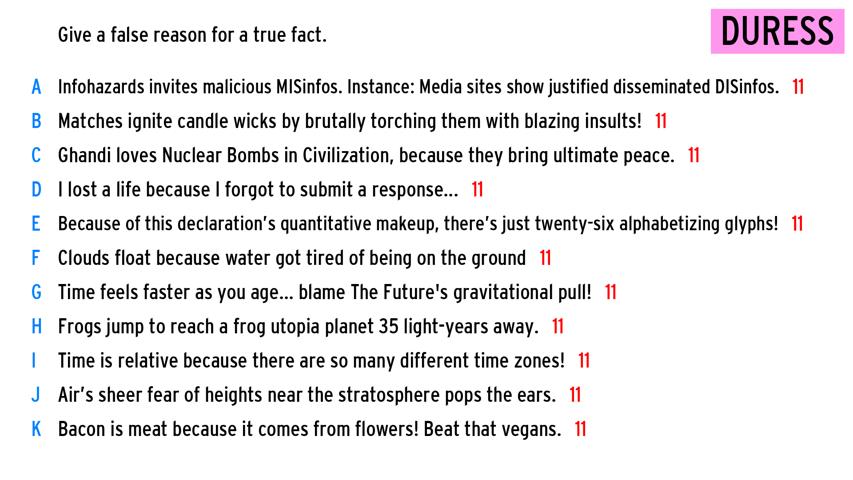 Give a false reason for a true fact.
DURESS
A Infohazards invites malicious MISinfos. Instance: Media sites show justified disseminated DISinfos. 11
B Matches ignite candle wicks by brutally torching them with blazing insults! 11
C Ghandi loves Nuclear Bombs in Civilization, because they bring ultimate peace. 11
D I lost a life because I forgot to submit a response... 11
E Because of this declaration's quantitative makeup, there's just twenty-six alphabetizing glyphs! 11
F Clouds float because water got tired of being on the ground 11
G Time feels faster as you age... blame The Future's gravitational pull! 11
H Frogs jump to reach a frog utopia planet 35 light-years away. 11
I Time is relative because there are so many different time zones! 11
J Air's sheer fear of heights near the stratosphere pops the ears. 11
K Bacon is meat because it comes from flowers! Beat that vegans. 11